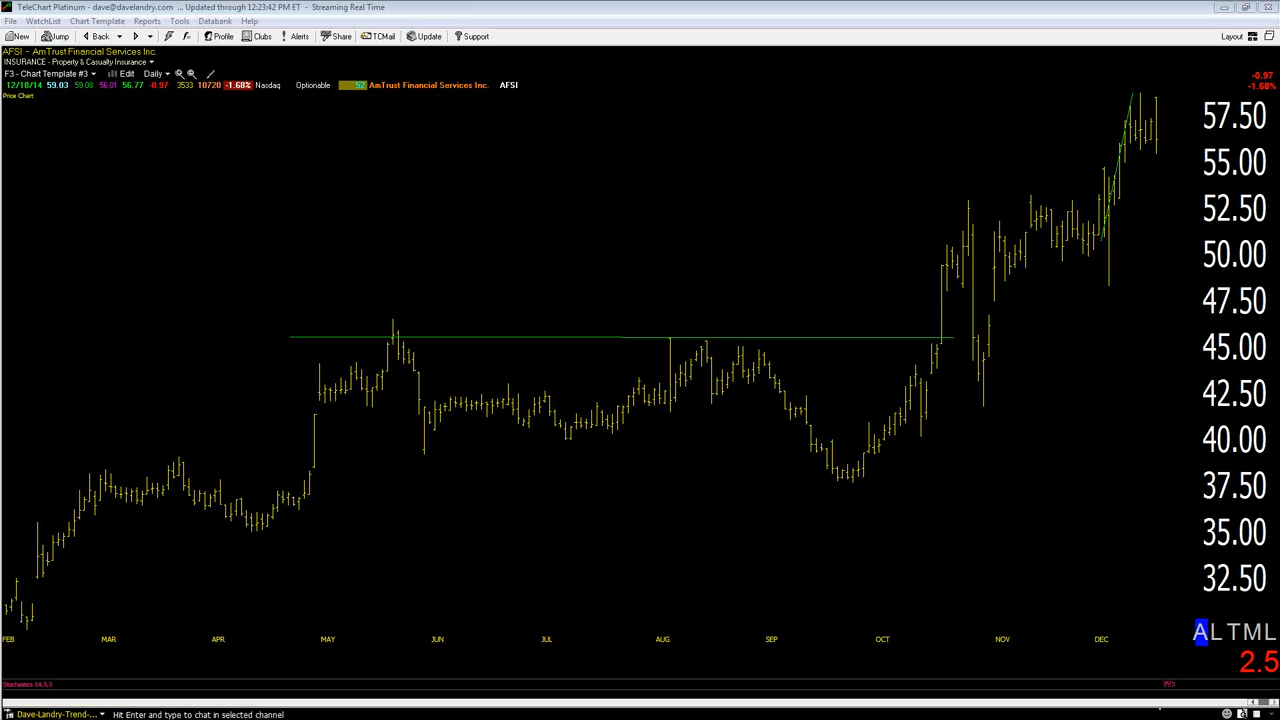 TeleChart Platinum - dave@davelandry.com ... Updated through 12:23:42 PM ET - Streaming Real Time
File WatchList Chart Template Reports Tools Databank Help
New Jump Back Profile Clubs Alerts Share TCMail Update Support Layout
AFSI - AmTrust Financial Services Inc.
INSURANCE - Property & Casualty Insurance
F3 - Chart Template #3 Edit Daily
12/18/14 59.03 59.08 56.01 56.77 -0.97 3533 10720 -1.68% Nasdaq Optionable 52 AmTrust Financial Services Inc. AFSI
-0.97
-1.68%
Price Chart
57.50
55.00
52.50
50.00
47.50
45.00
42.50
40.00
37.50
35.00
32.50
FEB MAR APR MAY JUN JUL AUG SEP OCT NOV DEC
ALTML
2.5
Stochastics 14,3,3
Dave-Landry-Trend-... Hit Enter and type to chat in selected channel